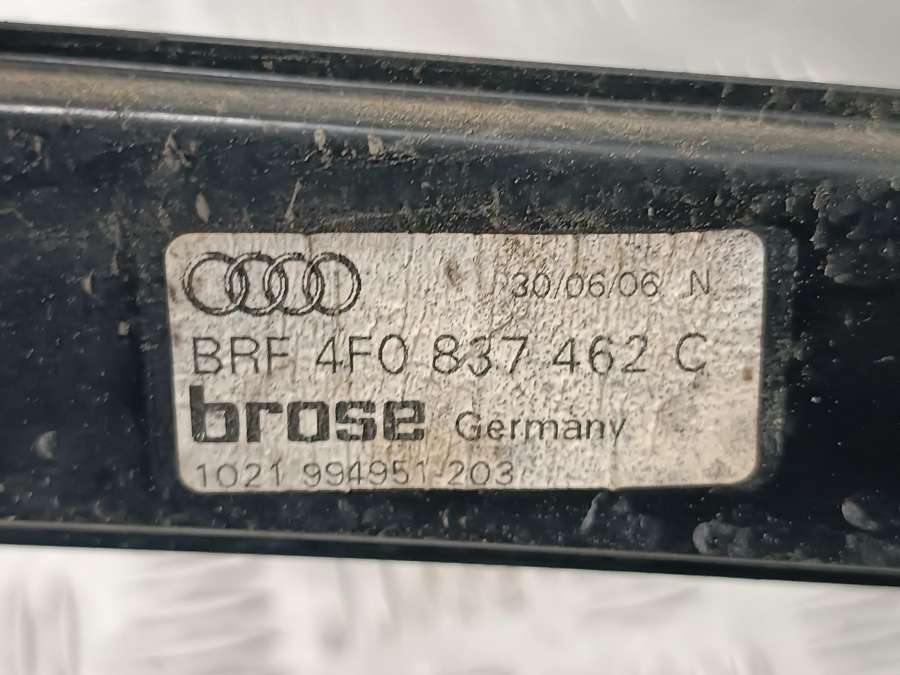 30/06/06 N
BRF 4F0 837 462 C
brose Germany
1021 994951-203